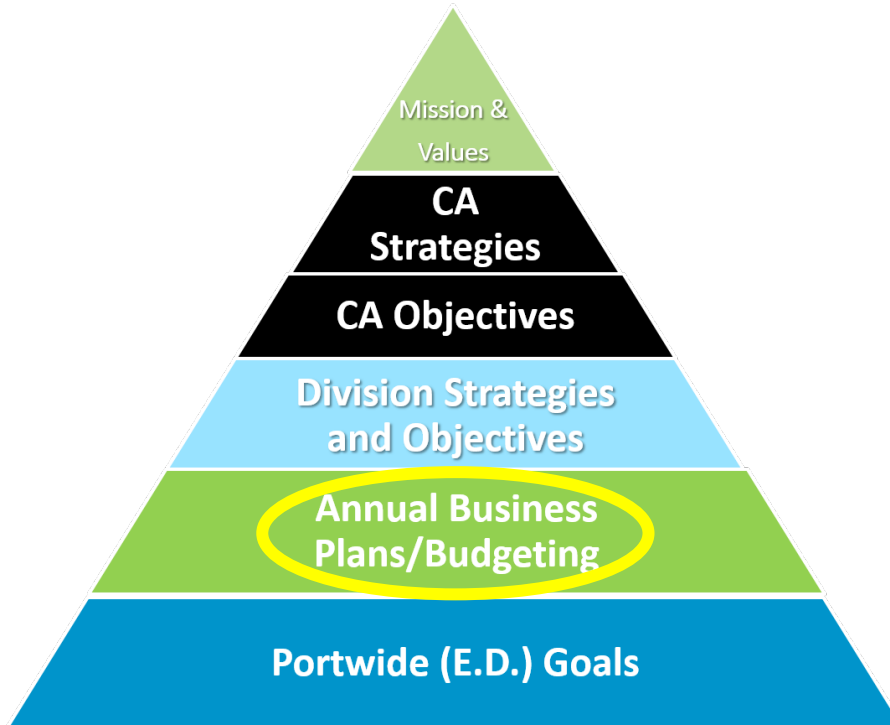 Mission &
Values
CA
Strategies
CA Objectives
Division Strategies
and Objectives
Annual Business
Plans/Budgeting
Portwide (E.D.) Goals